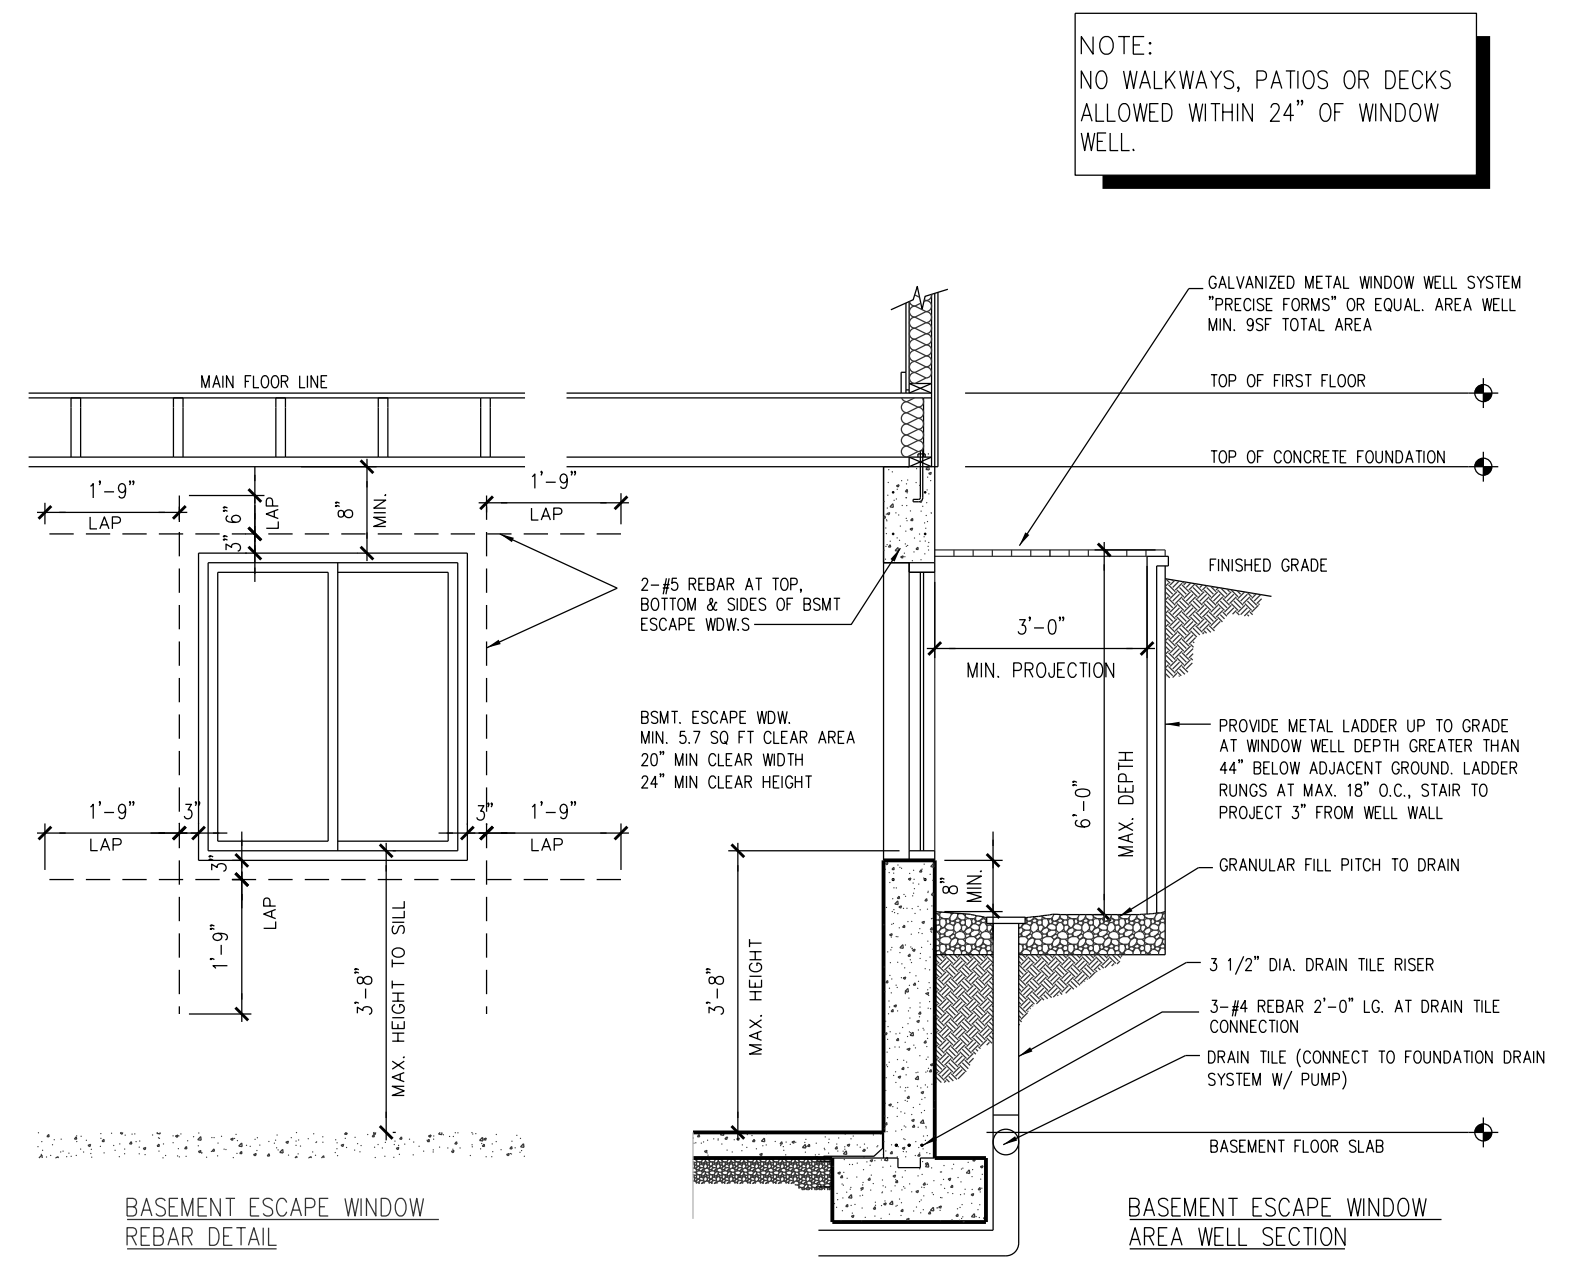 NOTE:
NO WALKWAYS, PATIOS OR DECKS
ALLOWED WITHIN 24" OF WINDOW
WELL.
GALVANIZED METAL WINDOW WELL SYSTEM
"PRECISE FORMS" OR EQUAL. AREA WELL
MIN. 9SF TOTAL AREA
MAIN FLOOR LINE
TOP OF FIRST FLOOR
TOP OF CONCRETE FOUNDATION
1'-9"
LAP
6"
LAP
3"
8"
MIN.
1'-9"
LAP
2-#5 REBAR AT TOP,
BOTTOM & SIDES OF BSMT
ESCAPE WDW.S
FINISHED GRADE
3'-0"
MIN. PROJECTION
BSMT. ESCAPE WDW.
MIN. 5.7 SQ FT CLEAR AREA
20" MIN CLEAR WIDTH
24" MIN CLEAR HEIGHT
6'-0"
MAX. DEPTH
PROVIDE METAL LADDER UP TO GRADE
AT WINDOW WELL DEPTH GREATER THAN
44" BELOW ADJACENT GROUND. LADDER
RUNGS AT MAX. 18" O.C., STAIR TO
PROJECT 3" FROM WELL WALL
1'-9"
LAP
3"
3"
1'-9"
LAP
3"
LAP
1'-9"
3'-8"
MAX. HEIGHT TO SILL
3'-8"
MAX. HEIGHT
8"
MIN.
GRANULAR FILL PITCH TO DRAIN
3 1/2" DIA. DRAIN TILE RISER
3-#4 REBAR 2'-0" LG. AT DRAIN TILE
CONNECTION
DRAIN TILE (CONNECT TO FOUNDATION DRAIN
SYSTEM W/ PUMP)
BASEMENT FLOOR SLAB
BASEMENT ESCAPE WINDOW
REBAR DETAIL
BASEMENT ESCAPE WINDOW
AREA WELL SECTION